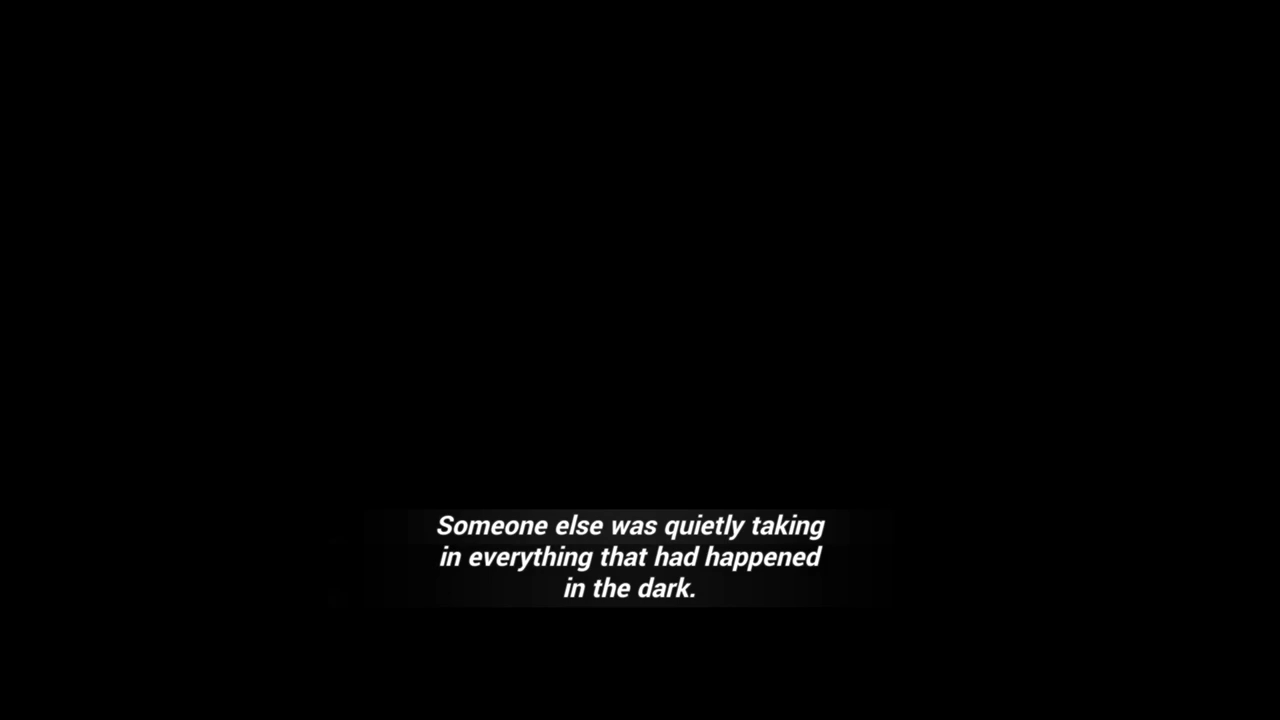 Someone else was quietly taking
in everything that had happened
in the dark.